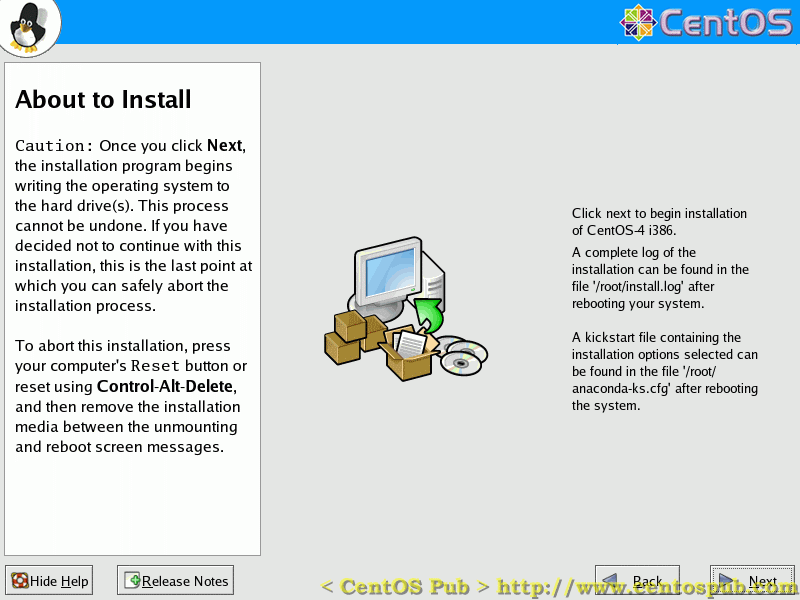 CentOS
About to Install
Caution: Once you click Next,
the installation program begins
writing the operating system to
the hard drive(s). This process
cannot be undone. If you have
decided not to continue with this
installation, this is the last point at
which you can safely abort the
installation process.
To abort this installation, press
your computer's Reset button or
reset using Control-Alt-Delete,
and then remove the installation
media between the unmounting
and reboot screen messages.
Click next to begin installation
of CentOS-4 i386.
A complete log of the
installation can be found in the
file '/root/install.log' after
rebooting your system.
A kickstart file containing the
installation options selected can
be found in the file '/root/
anaconda-ks.cfg' after rebooting
the system.
Hide Help
Release Notes
Back
Next
< CentOS Pub > http://www.centospub.com